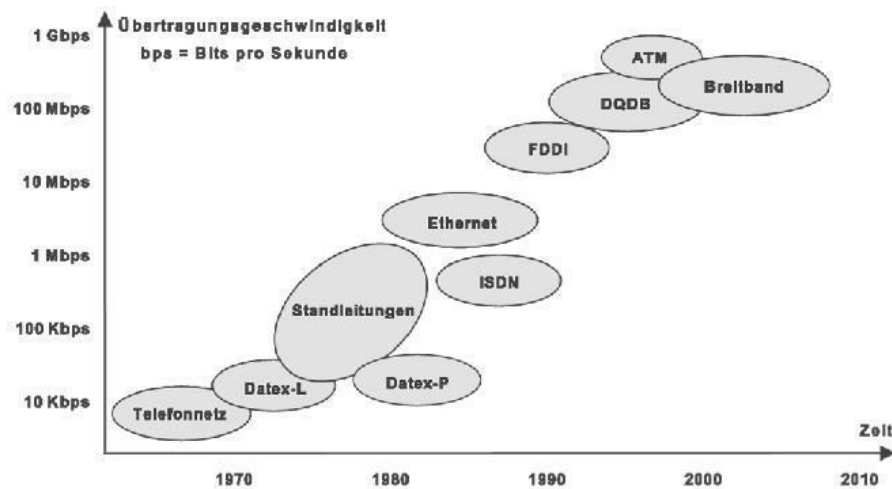 Übertragungsgeschwindigkeit
bps = Bits pro Sekunde
1 Gbps
ATM
Breitband
100 Mbps
DQDB
FDDI
10 Mbps
Ethernet
1 Mbps
ISDN
Standleitungen
100 Kbps
Datex-L
Datex-P
10 Kbps
Telefonnetz
Zeit
1970
1980
1990
2000
2010